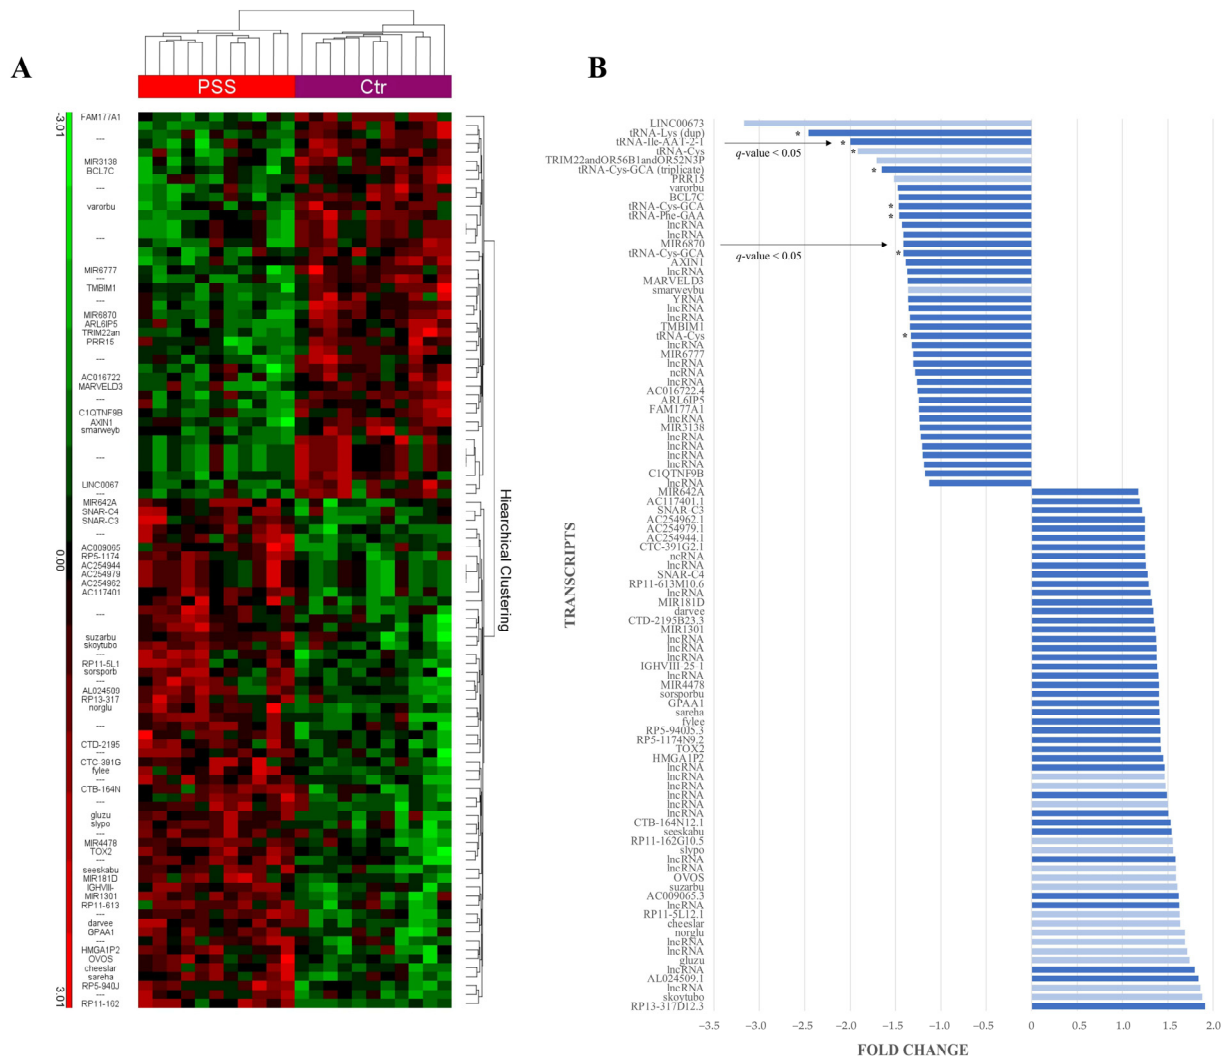 A
PSS
Ctr
-3.01
0.00
3.01
FAM177A1
---
MIR3138
BCL7C
---
varorbu
---
MIR6777
---
TMBIM1
---
MIR6870
ARL6IP5
TRIM22an
PRR15
---
AC016722
MARVELD3
---
C1QTNF9B
AXIN1
smarweyb
---
LINC0067
---
MIR642A
SNAR-C4
SNAR-C3
---
AC009065
RP5-1174
AC254944
AC254979
AC254962
AC117401
---
suzarbu
skoytubo
---
RP11-5L1
sorsporb
---
AL024509
RP13-317
norglu
---
CTD-2195
---
CTC-391G
fylee
---
CTB-164N
---
gluzu
slypo
---
MIR4478
TOX2
---
seeskabu
MIR181D
IGHVIII-
MIR1301
RP11-613
---
darvee
GPAA1
---
HMGA1P2
OVOS
cheeslar
sareha
RP5-940J
---
RP11-162
Hiearchical Clustering
B
TRANSCRIPTS
LINC00673
tRNA-Lys (dup) *
tRNA-Ile-AAT-2-1 *
q-value < 0.05
tRNA-Cys *
TRIM22andOR56B1andOR52N3P
tRNA-Cys-GCA (triplicate) *
PRR15
varorbu
BCL7C
tRNA-Cys-GCA *
tRNA-Phe-GAA *
lncRNA
lncRNA
MIR6870
tRNA-Cys-GCA *
q-value < 0.05
AXIN1
lncRNA
MARVELD3
smarweybu
YRNA
lncRNA
lncRNA
TMBIM1
tRNA-Cys *
lncRNA
MIR6777
lncRNA
ncRNA
lncRNA
AC016722.4
ARL6IP5
FAM177A1
lncRNA
MIR3138
lncRNA
lncRNA
lncRNA
lncRNA
C1QTNF9B
lncRNA
MIR642A
AC117401.1
SNAR-C3
AC254962.1
AC254979.1
AC254944.1
CTC-391G2.1
ncRNA
lncRNA
SNAR-C4
RP11-613M10.6
lncRNA
MIR181D
darvee
CTD-2195B23.3
MIR1301
lncRNA
lncRNA
lncRNA
IGHVIII-25-1
lncRNA
MIR4478
sorsporbu
GPAA1
sareha
fylee
RP5-940J5.3
RP5-1174N9.2
TOX2
HMGA1P2
lncRNA
lncRNA
lncRNA
lncRNA
lncRNA
lncRNA
CTB-164N12.1
seeskabu
RP11-162G10.5
slypo
lncRNA
lncRNA
OVOS
suzarbu
AC009065.3
lncRNA
RP11-5L12.1
cheeslar
norglu
lncRNA
lncRNA
gluzu
lncRNA
AL024509.1
lncRNA
skoytubo
RP13-317D12.3
−3.5 −3.0 −2.5 −2.0 −1.5 −1.0 −0.5 0 0.5 1.0 1.5 2.0
FOLD CHANGE